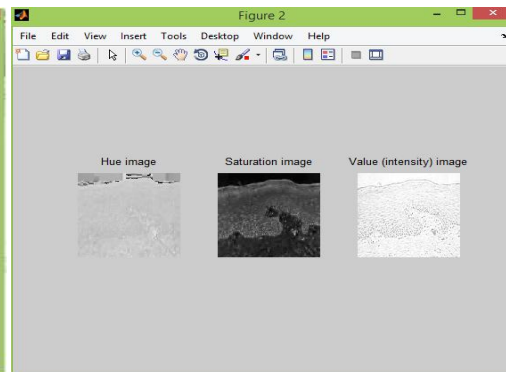 Figure 2
File Edit View Insert Tools Desktop Window Help
Hue image Saturation image Value (intensity) image